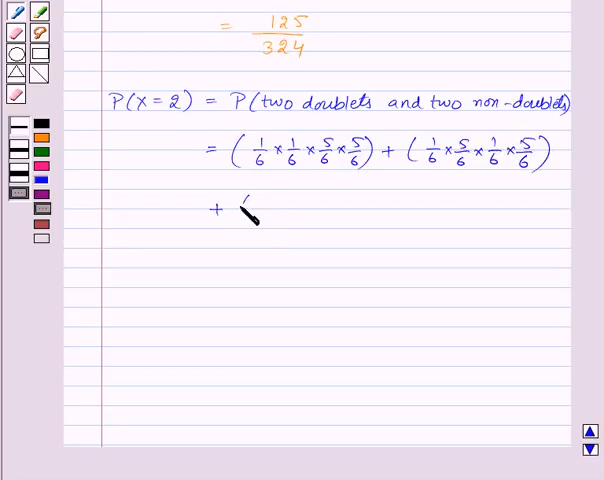 = 125/324
P(X = 2) = P(two doublets and two non-doublets)
= (1/6 × 1/6 × 5/6 × 5/6) + (1/6 × 5/6 × 1/6 × 5/6)
+ (